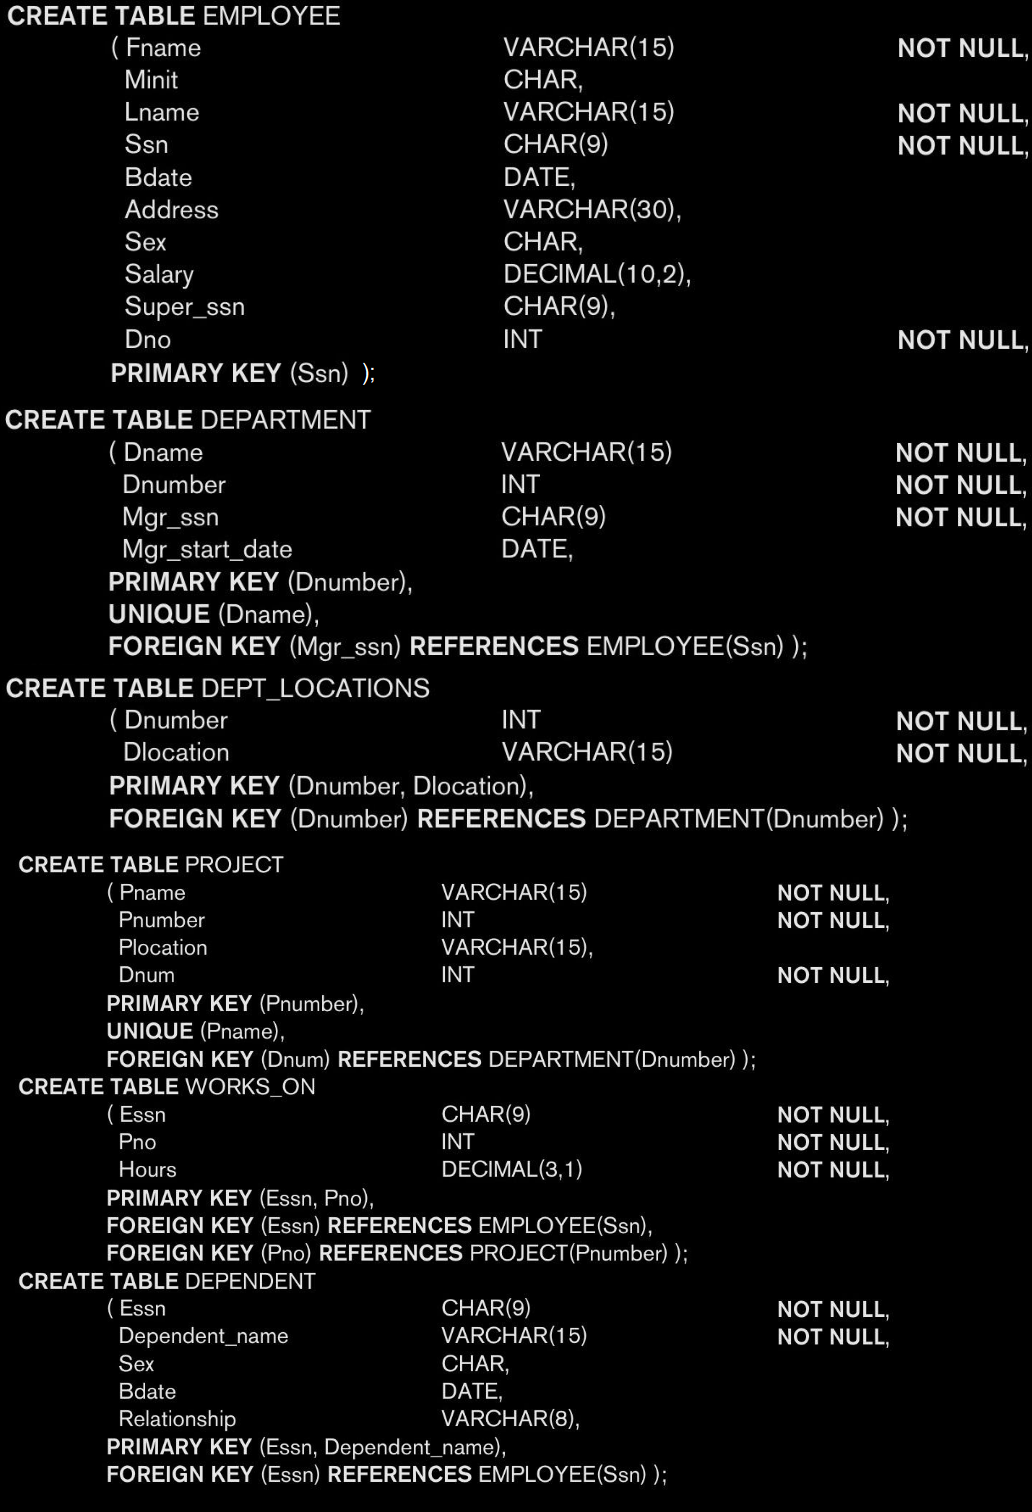 CREATE TABLE EMPLOYEE
( Fname VARCHAR(15) NOT NULL,
Minit CHAR,
Lname VARCHAR(15) NOT NULL,
Ssn CHAR(9) NOT NULL,
Bdate DATE,
Address VARCHAR(30),
Sex CHAR,
Salary DECIMAL(10,2),
Super_ssn CHAR(9),
Dno INT NOT NULL,
PRIMARY KEY (Ssn) );
CREATE TABLE DEPARTMENT
( Dname VARCHAR(15) NOT NULL,
Dnumber INT NOT NULL,
Mgr_ssn CHAR(9) NOT NULL,
Mgr_start_date DATE,
PRIMARY KEY (Dnumber),
UNIQUE (Dname),
FOREIGN KEY (Mgr_ssn) REFERENCES EMPLOYEE(Ssn) );
CREATE TABLE DEPT_LOCATIONS
( Dnumber INT NOT NULL,
Dlocation VARCHAR(15) NOT NULL,
PRIMARY KEY (Dnumber, Dlocation),
FOREIGN KEY (Dnumber) REFERENCES DEPARTMENT(Dnumber) );
CREATE TABLE PROJECT
( Pname VARCHAR(15) NOT NULL,
Pnumber INT NOT NULL,
Plocation VARCHAR(15),
Dnum INT NOT NULL,
PRIMARY KEY (Pnumber),
UNIQUE (Pname),
FOREIGN KEY (Dnum) REFERENCES DEPARTMENT(Dnumber) );
CREATE TABLE WORKS_ON
( Essn CHAR(9) NOT NULL,
Pno INT NOT NULL,
Hours DECIMAL(3,1) NOT NULL,
PRIMARY KEY (Essn, Pno),
FOREIGN KEY (Essn) REFERENCES EMPLOYEE(Ssn),
FOREIGN KEY (Pno) REFERENCES PROJECT(Pnumber) );
CREATE TABLE DEPENDENT
( Essn CHAR(9) NOT NULL,
Dependent_name VARCHAR(15) NOT NULL,
Sex CHAR,
Bdate DATE,
Relationship VARCHAR(8),
PRIMARY KEY (Essn, Dependent_name),
FOREIGN KEY (Essn) REFERENCES EMPLOYEE(Ssn) );